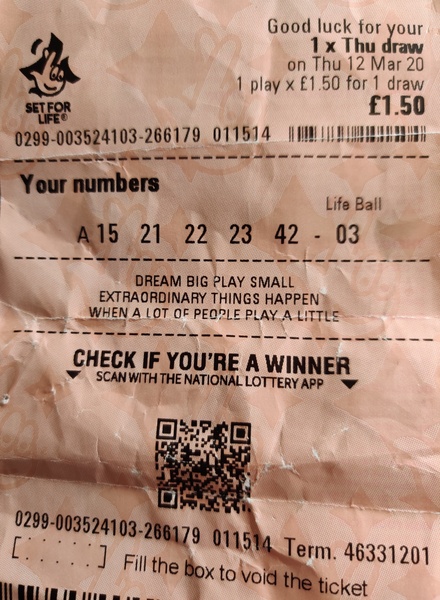 Good luck for your
1 x Thu draw
on Thu 12 Mar 20
1 play x £1.50 for 1 draw
£1.50
SET FOR
LIFE®
0299-003524103-266179 011514
Your numbers
Life Ball
A 15 21 22 23 42 - 03
DREAM BIG PLAY SMALL
EXTRAORDINARY THINGS HAPPEN
WHEN A LOT OF PEOPLE PLAY A LITTLE
CHECK IF YOU'RE A WINNER
SCAN WITH THE NATIONAL LOTTERY APP
0299-003524103-266179 011514 Term. 46331201
Fill the box to void the ticket